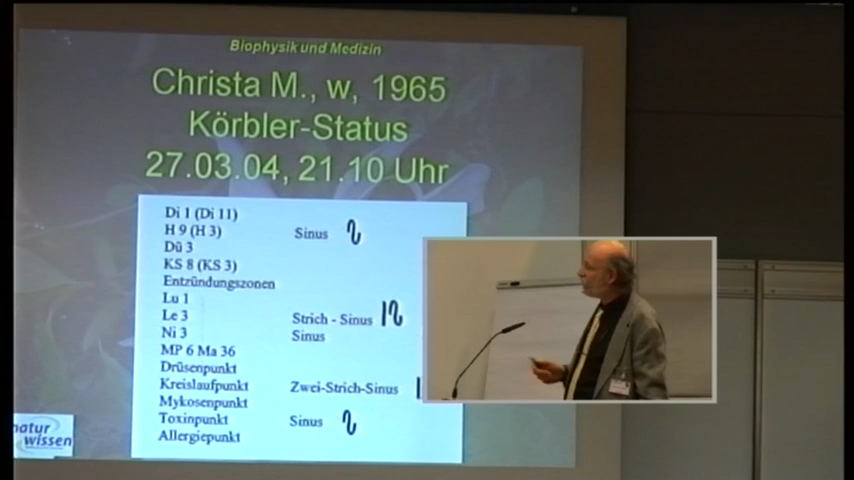 Biophysik und Medizin
Christa M., w, 1965
Körbler-Status
27.03.04, 21.10 Uhr
Di 1 (Di 11)
H 9 (H 3) Sinus
Dü 3
KS 8 (KS 3)
Entzündungszonen
Lu 1
Le 3 Strich - Sinus
Ni 3 Sinus
MP 6 Ma 36
Drüsenpunkt
Kreislaufpunkt Zwei-Strich-Sinus
Mykosenpunkt
Toxinpunkt Sinus
Allergiepunkt
natur
wissen